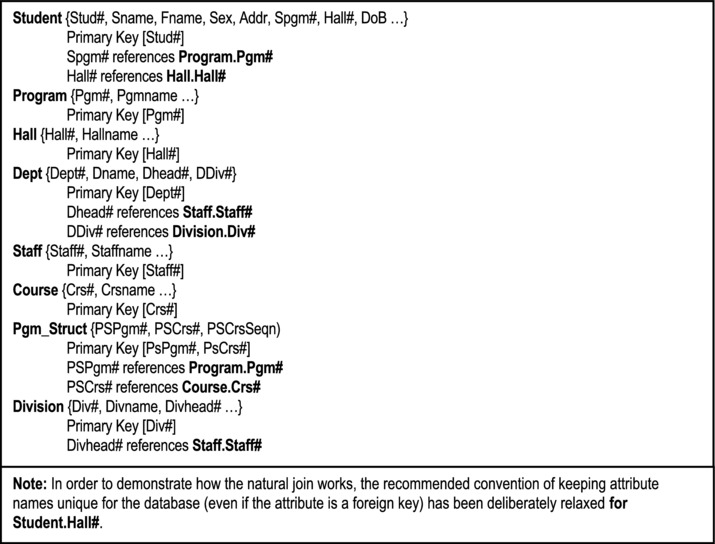 Student {Stud#, Sname, Fname, Sex, Addr, Spgm#, Hall#, DoB …}
Primary Key [Stud#]
Spgm# references Program.Pgm#
Hall# references Hall.Hall#
Program {Pgm#, Pgmname …}
Primary Key [Pgm#]
Hall {Hall#, Hallname …}
Primary Key [Hall#]
Dept {Dept#, Dname, Dhead#, DDiv#}
Primary Key [Dept#]
Dhead# references Staff.Staff#
DDiv# references Division.Div#
Staff {Staff#, Staffname …}
Primary Key [Staff#]
Course {Crs#, Crsname …}
Primary Key [Crs#]
Pgm_Struct {PSPgm#, PSCrs#, PSCrsSeqn)
Primary Key [PsPgm#, PsCrs#]
PSPgm# references Program.Pgm#
PSCrs# references Course.Crs#
Division {Div#, Divname, Divhead# …}
Primary Key [Div#]
Divhead# references Staff.Staff#
Note: In order to demonstrate how the natural join works, the recommended convention of keeping attribute
names unique for the database (even if the attribute is a foreign key) has been deliberately relaxed for
Student.Hall#.